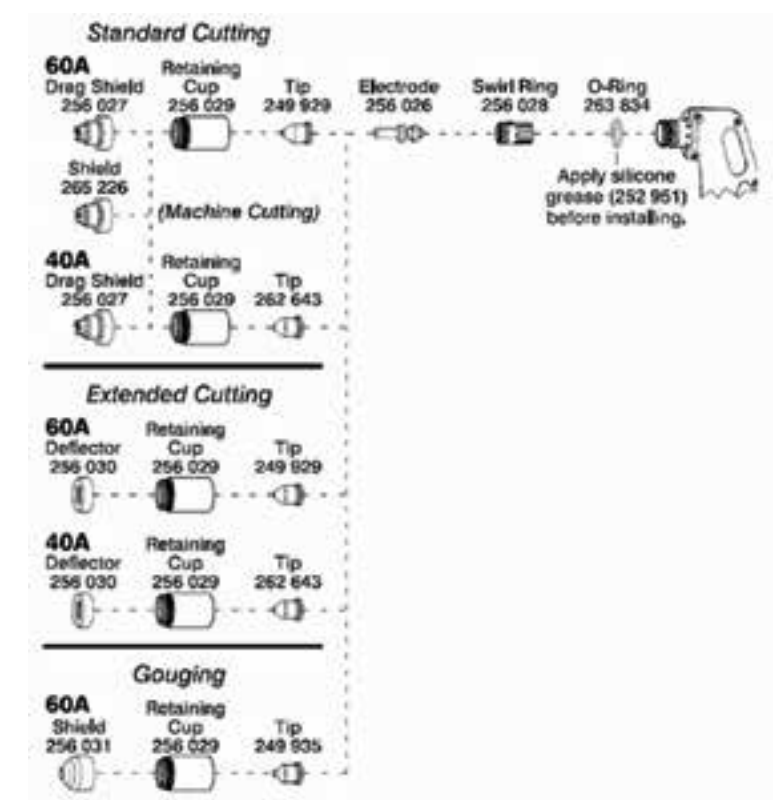 Standard Cutting
60A
Drag Shield
256 027
Retaining
Cup
256 029
Tip
249 929
Electrode
256 026
Swirl Ring
256 028
O-Ring
263 834
Apply silicone
grease (252 951)
before installing.
Shield
265 226
(Machine Cutting)
40A
Drag Shield
256 027
Retaining
Cup
256 029
Tip
262 643
Extended Cutting
60A
Deflector
256 030
Retaining
Cup
256 029
Tip
249 929
40A
Deflector
256 030
Retaining
Cup
256 029
Tip
262 643
Gouging
60A
Shield
256 031
Retaining
Cup
256 029
Tip
249 935